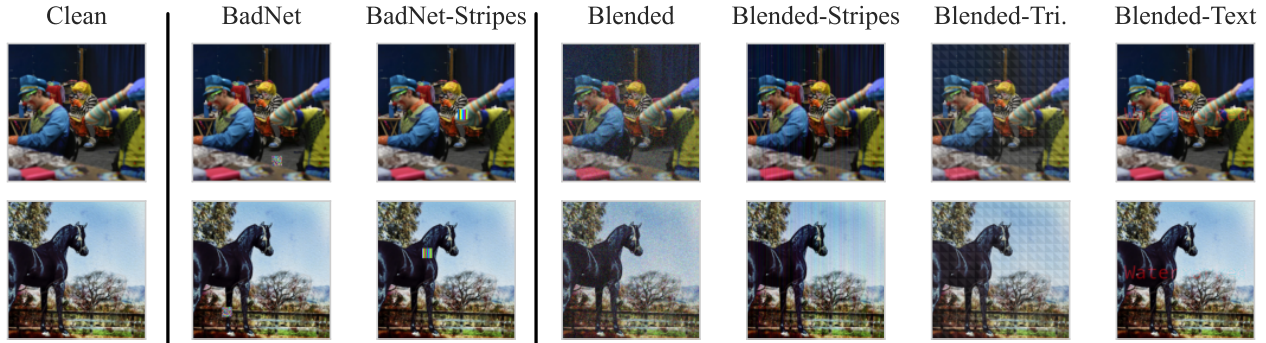 Clean
BadNet
BadNet-Stripes
Blended
Blended-Stripes
Blended-Tri.
Blended-Text
Water